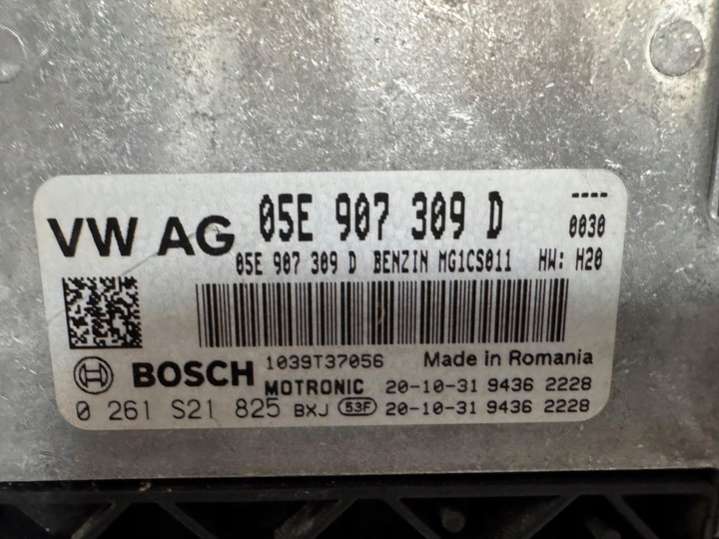 VW AG 05E 907 309 D ----
0030
05E 907 309 D BENZIN MG1CS011 HW: H20
BOSCH 1039T37056 Made in Romania
MOTRONIC 20-10-31 9436 2228
0 261 S21 825 BXJ 53F 20-10-31 9436 2228